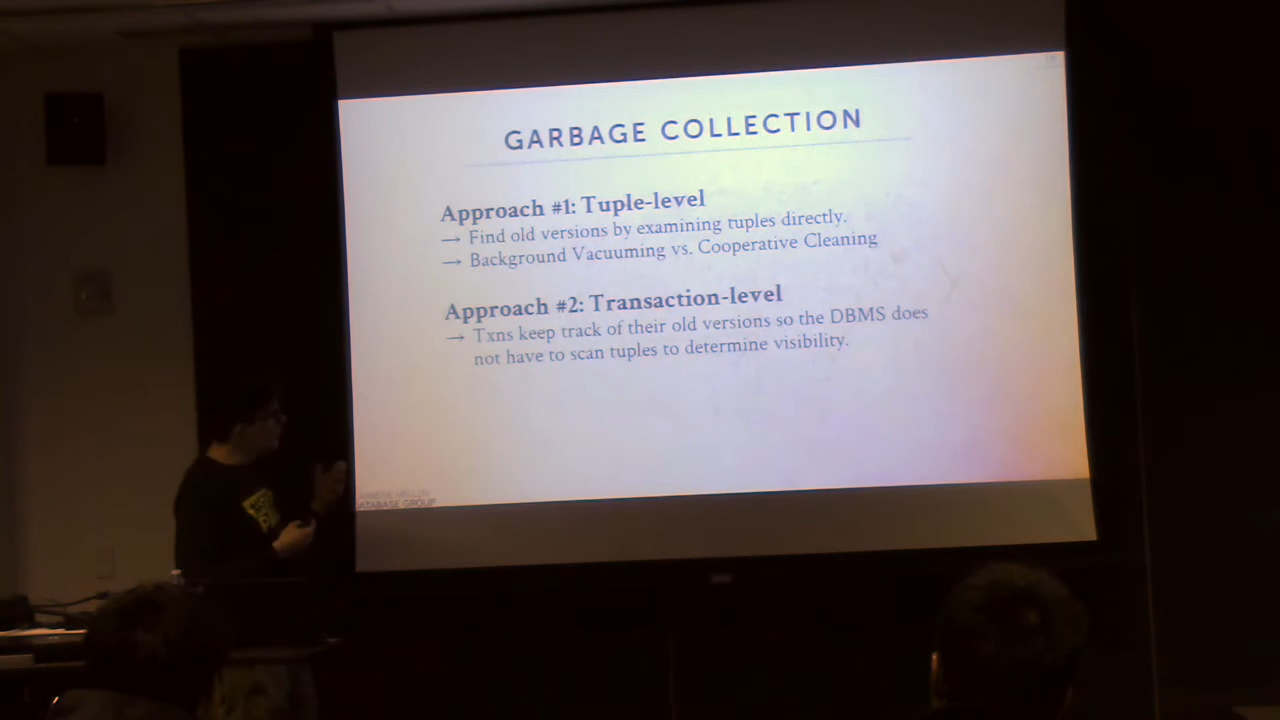 GARBAGE COLLECTION
Approach #1: Tuple-level
→ Find old versions by examining tuples directly.
→ Background Vacuuming vs. Cooperative Cleaning
Approach #2: Transaction-level
→ Txns keep track of their old versions so the DBMS does
not have to scan tuples to determine visibility.
DATABASE GROUP